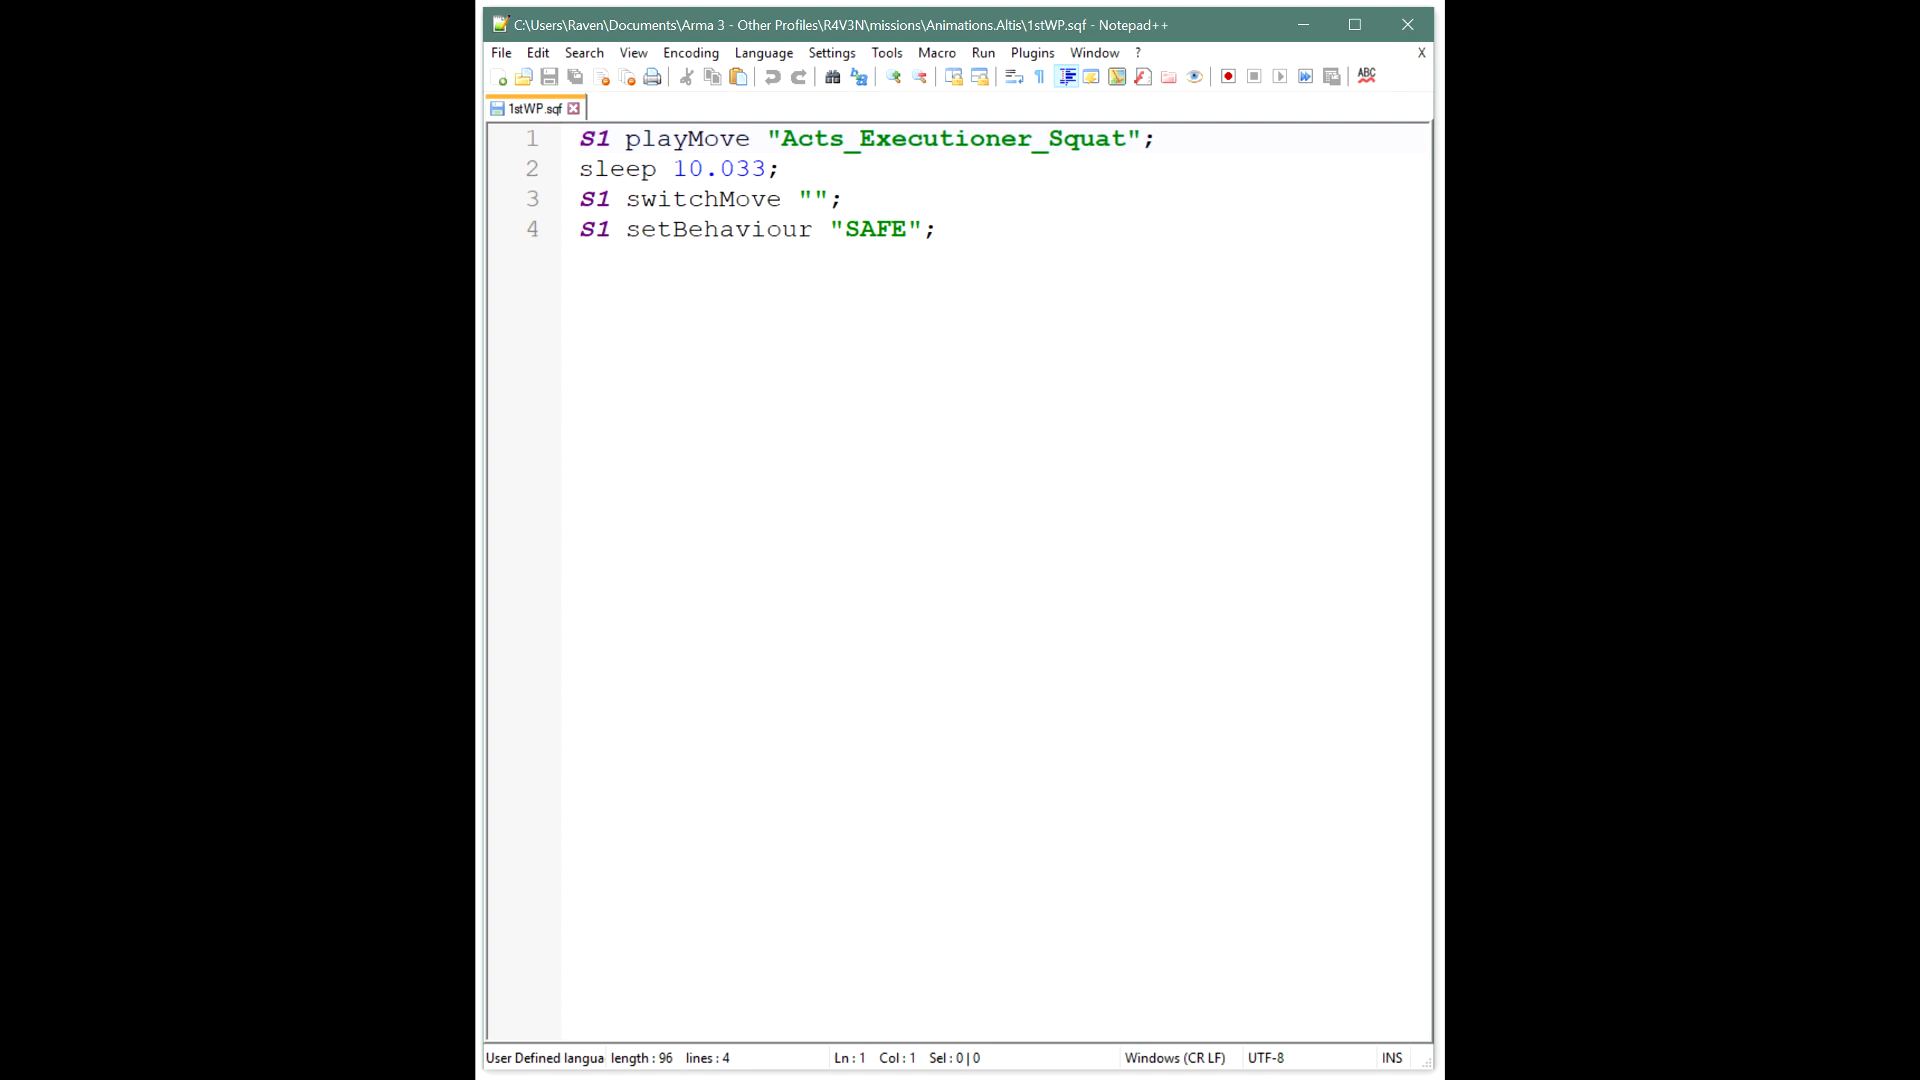 C:\Users\Raven\Documents\Arma 3 - Other Profiles\R4V3N\missions\Animations.Altis\1stWP.sqf - Notepad++
File Edit Search View Encoding Language Settings Tools Macro Run Plugins Window ? X
ABC
1stWP.sqf
1 S1 playMove "Acts_Executioner_Squat";
2 sleep 10.033;
3 S1 switchMove "";
4 S1 setBehaviour "SAFE";
User Defined langua length : 96 lines : 4 Ln : 1 Col : 1 Sel : 0 | 0 Windows (CR LF) UTF-8 INS